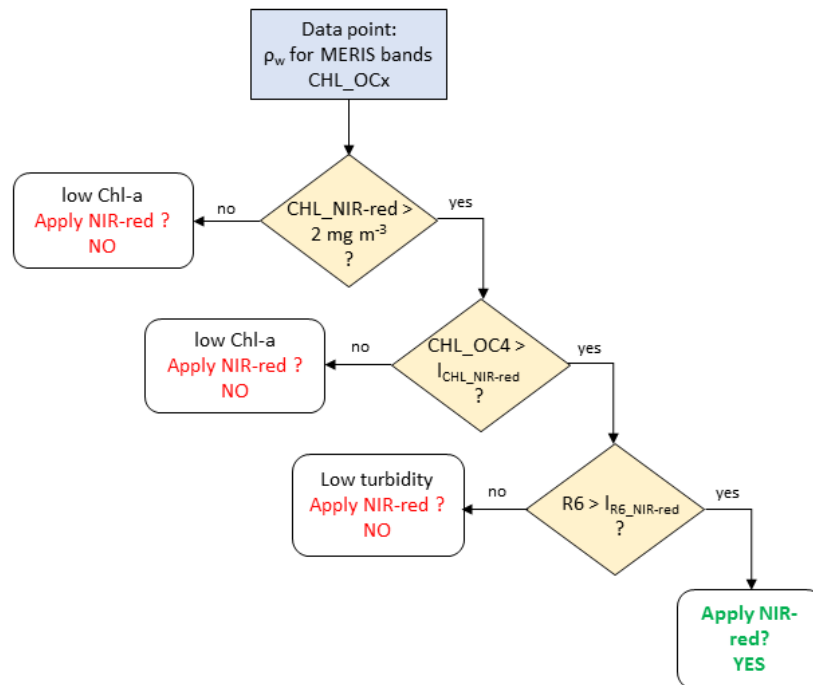 Data point:
ρw for MERIS bands
CHL_OCx
CHL_NIR-red >
2 mg m-3
?
no
yes
low Chl-a
Apply NIR-red ?
NO
CHL_OC4 >
lCHL_NIR-red
?
no
yes
low Chl-a
Apply NIR-red ?
NO
R6 > lR6_NIR-red
?
no
yes
Low turbidity
Apply NIR-red ?
NO
Apply NIR-
red?
YES